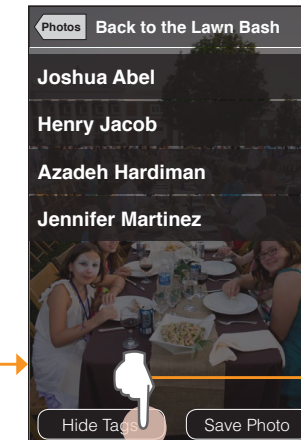 Photos Back to the Lawn Bash
Joshua Abel
Henry Jacob
Azadeh Hardiman
Jennifer Martinez
Hide Tags Save Photo